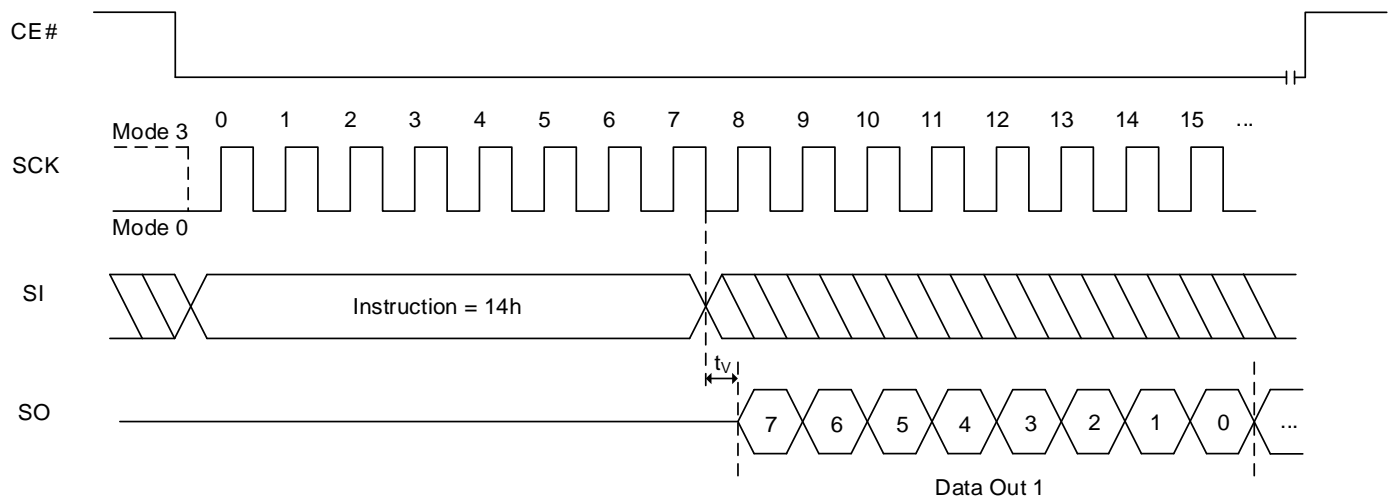 CE#
0 1 2 3 4 5 6 7 8 9 10 11 12 13 14 15 ...
Mode 3
SCK
Mode 0
SI
Instruction = 14h
tV
SO
7 6 5 4 3 2 1 0 ...
Data Out 1